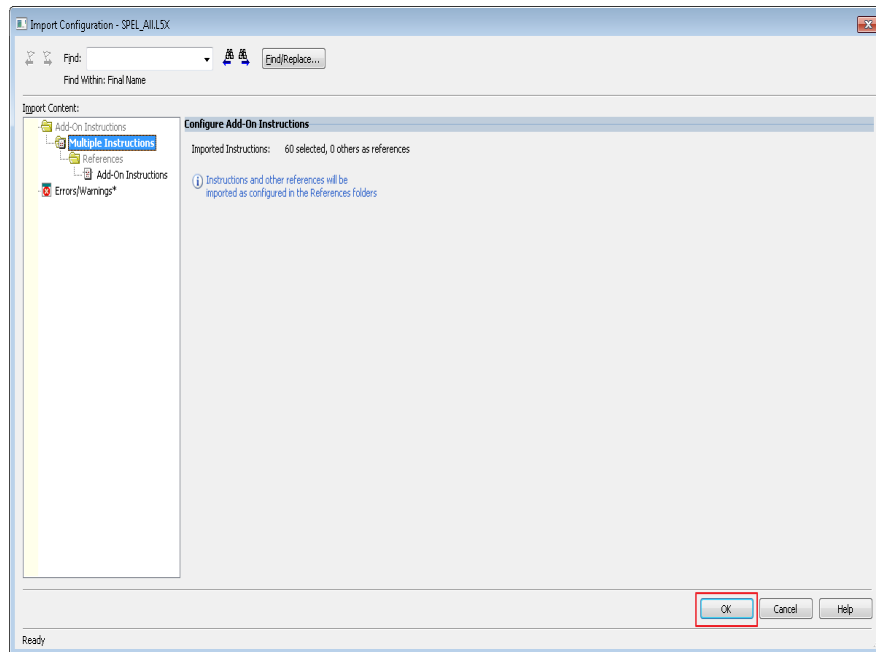 Import Configuration - SPEL_All.L5X
Find:
Find/Replace...
Find Within: Final Name
Import Content:
Add-On Instructions
Multiple Instructions
References
Add-On Instructions
Errors/Warnings*
Configure Add-On Instructions
Imported Instructions: 60 selected, 0 others as references
Instructions and other references will be
imported as configured in the References folders
OK
Cancel
Help
Ready